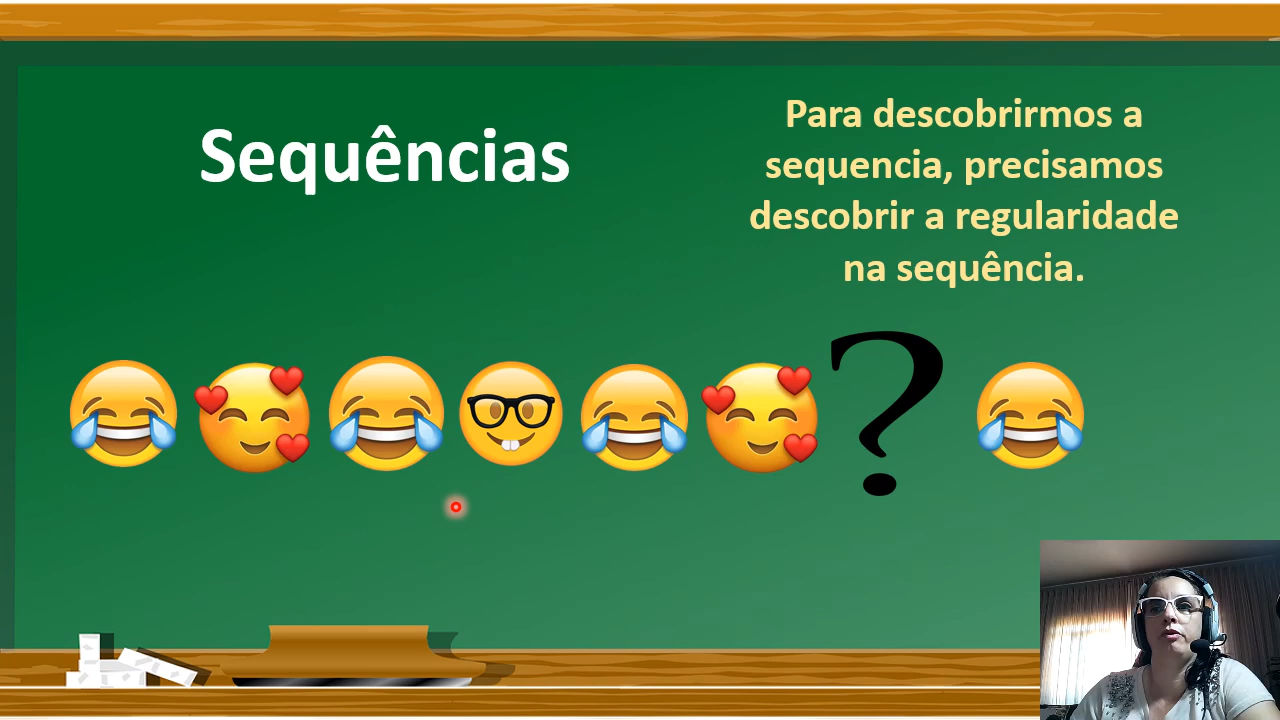 Sequências
Para descobrirmos a
sequencia, precisamos
descobrir a regularidade
na sequência.
?